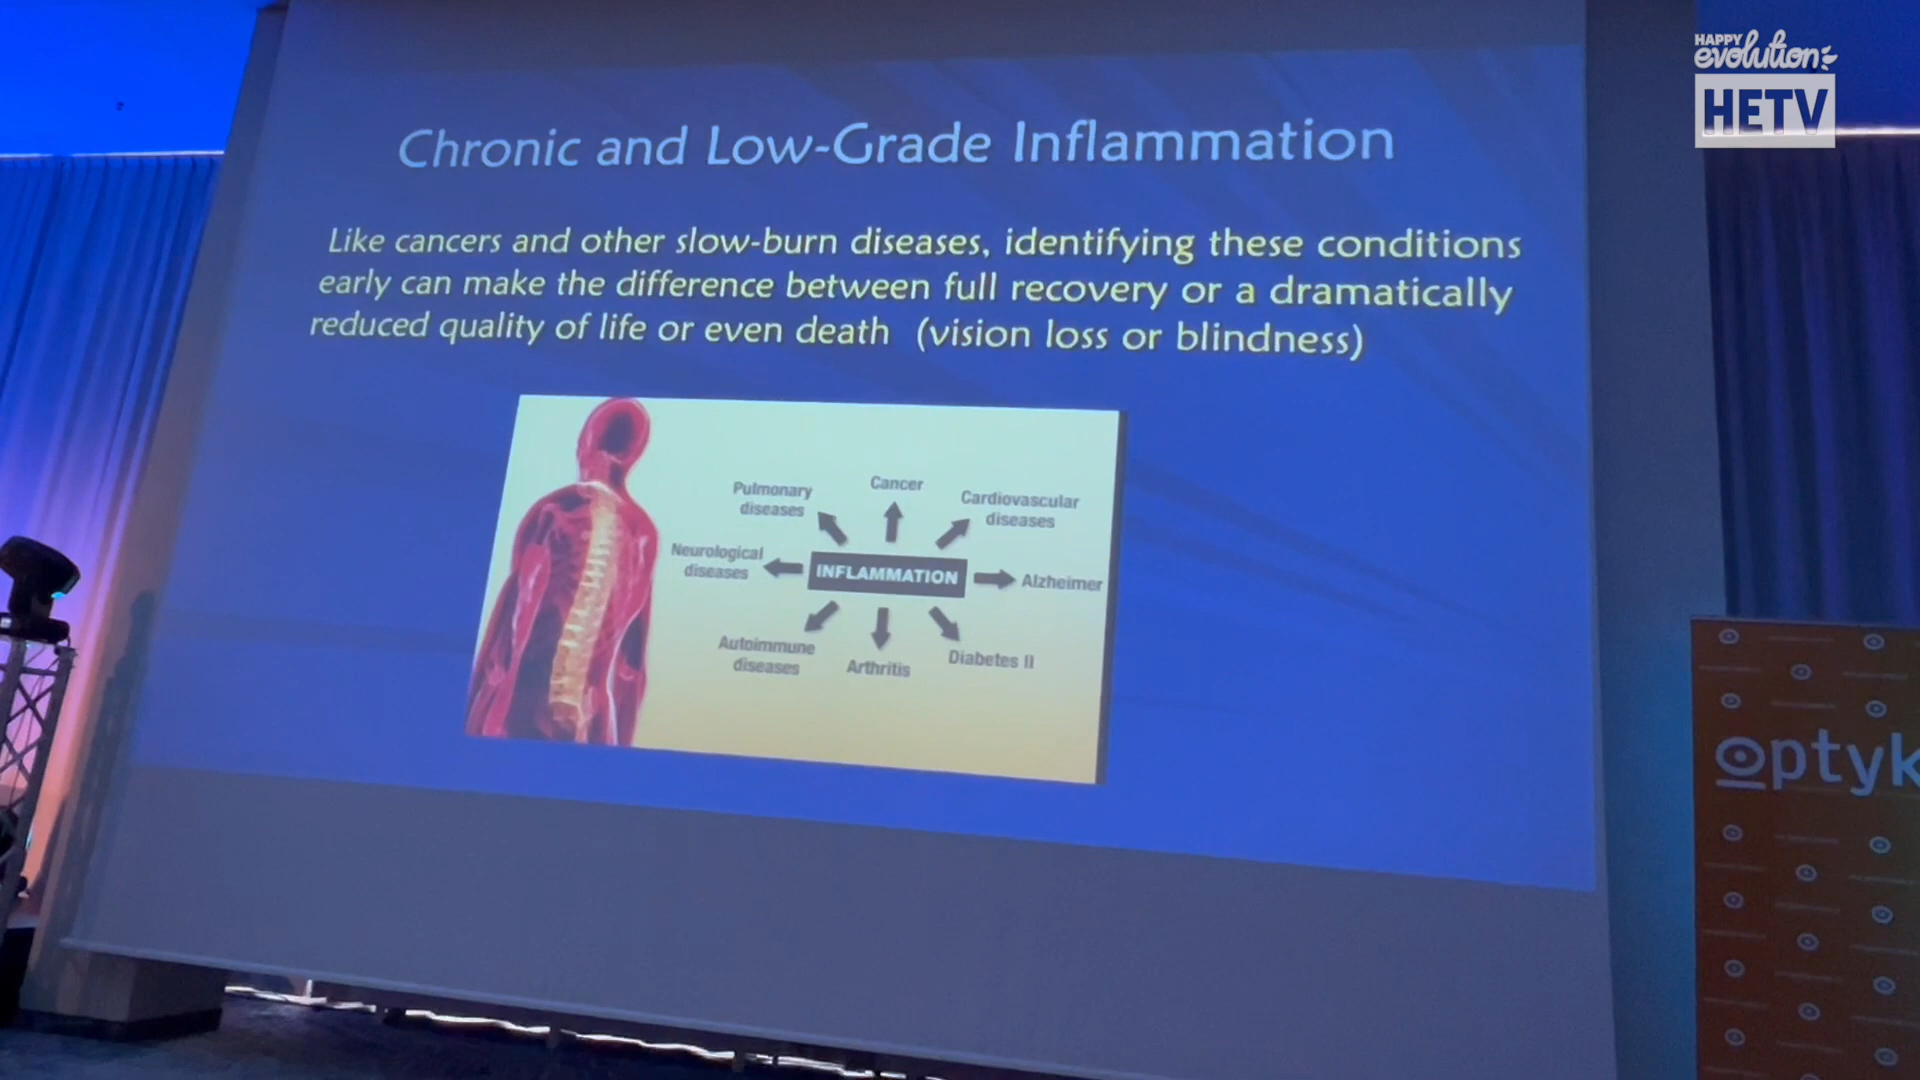 HAPPY
evolution
HETV
Chronic and Low-Grade Inflammation
Like cancers and other slow-burn diseases, identifying these conditions
early can make the difference between full recovery or a dramatically
reduced quality of life or even death (vision loss or blindness)
Cancer
Pulmonary
diseases
Cardiovascular
diseases
Neurological
diseases
INFLAMMATION
Alzheimer
Autoimmune
diseases
Arthritis
Diabetes II
optyk